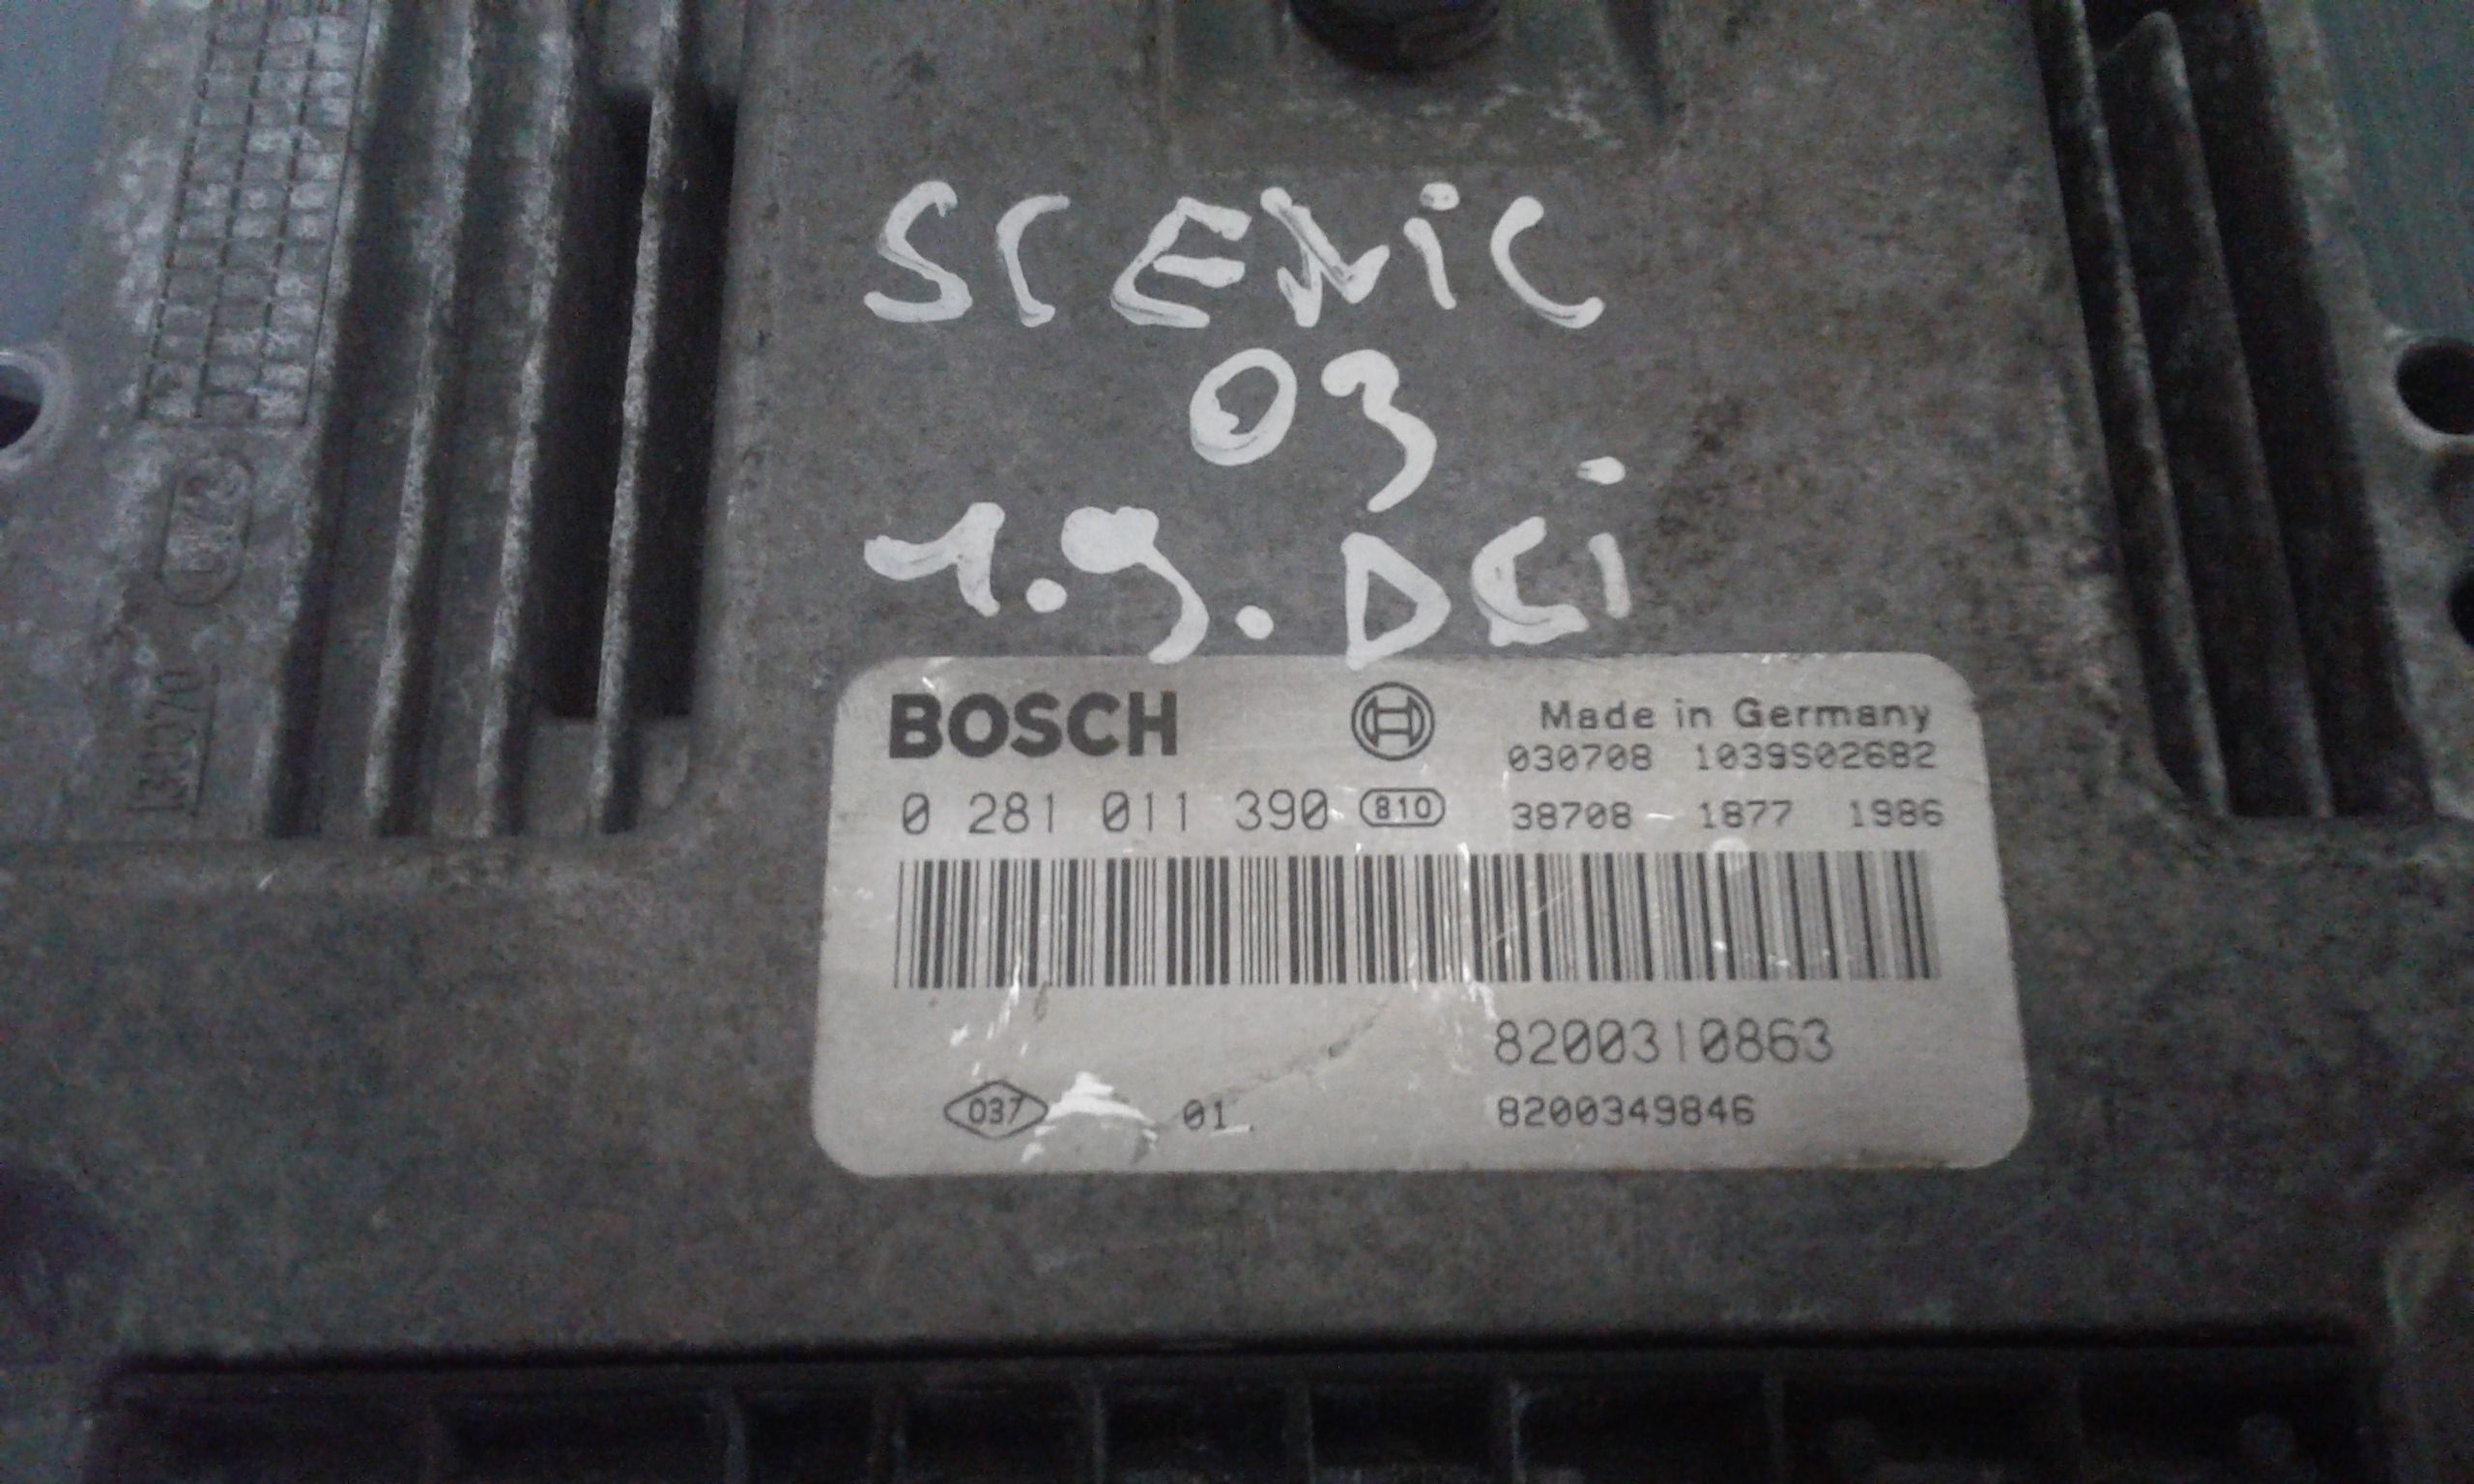 SCENiC
03
1.9.DCi
BOSCH
Made in Germany
030708 1039S02682
0 281 011 390 810 38708 - 1877 1986
8200310863
037 01 8200349846